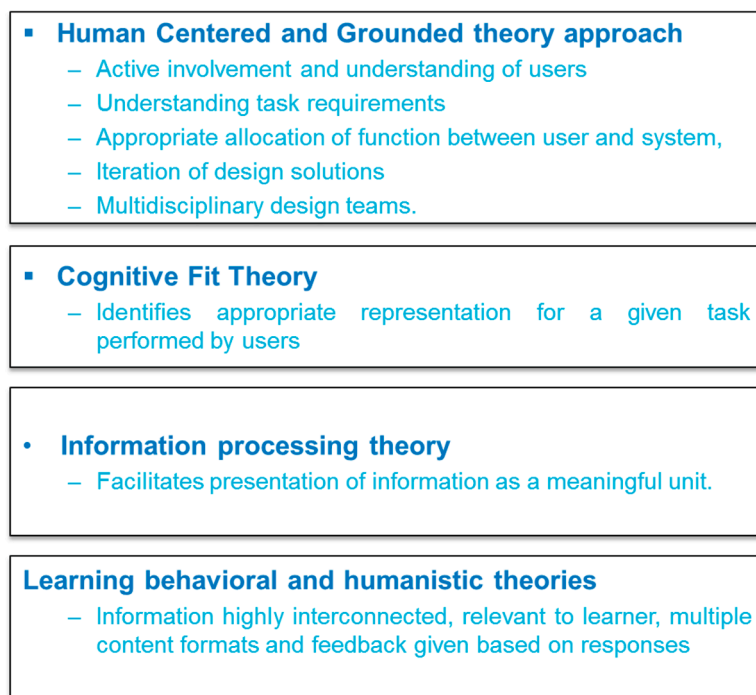 ▪ Human Centered and Grounded theory approach
– Active involvement and understanding of users
– Understanding task requirements
– Appropriate allocation of function between user and system,
– Iteration of design solutions
– Multidisciplinary design teams.
▪ Cognitive Fit Theory
– Identifies appropriate representation for a given task
performed by users
• Information processing theory
– Facilitates presentation of information as a meaningful unit.
Learning behavioral and humanistic theories
– Information highly interconnected, relevant to learner, multiple
content formats and feedback given based on responses